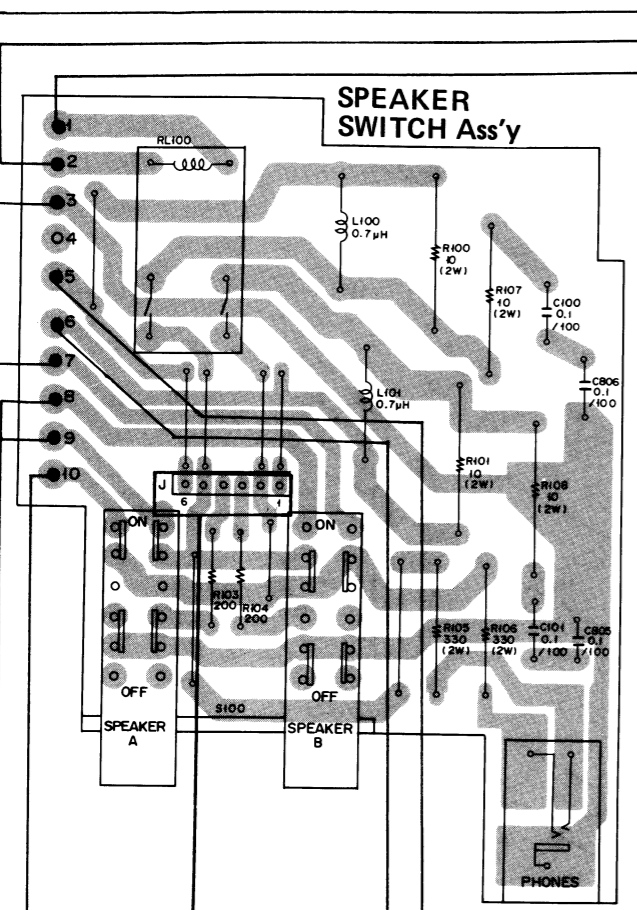 SPEAKER
SWITCH Ass'y
1
RL100
2
3
4
5
6
7
8
9
10
L100
0.7μH
R100
10
(2W)
R107
10
(2W)
C100
0.1
/100
C806
0.1
/100
L101
0.7μH
R101
10
(2W)
R108
10
(2W)
J
6
1
ON
ON
R103
200
R104
200
R105
330
(2W)
R106
330
(2W)
C101
0.1
/100
C805
0.1
/100
OFF
OFF
S100
SPEAKER
A
SPEAKER
B
PHONES